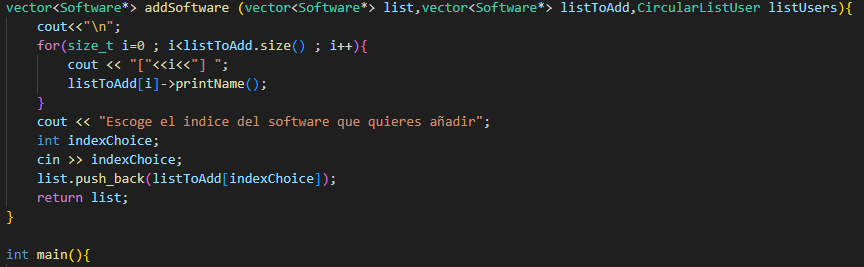 vector<Software*> addSoftware (vector<Software*> list,vector<Software*> listToAdd,CircularListUser listUsers){
    cout<<"\n";
    for(size_t i=0 ; i<listToAdd.size() ; i++){
        cout << "["<<i<<"] ";
        listToAdd[i]->printName();
    }
    cout << "Escoge el indice del software que quieres añadir";
    int indexChoice;
    cin >> indexChoice;
    list.push_back(listToAdd[indexChoice]);
    return list;
}
int main(){